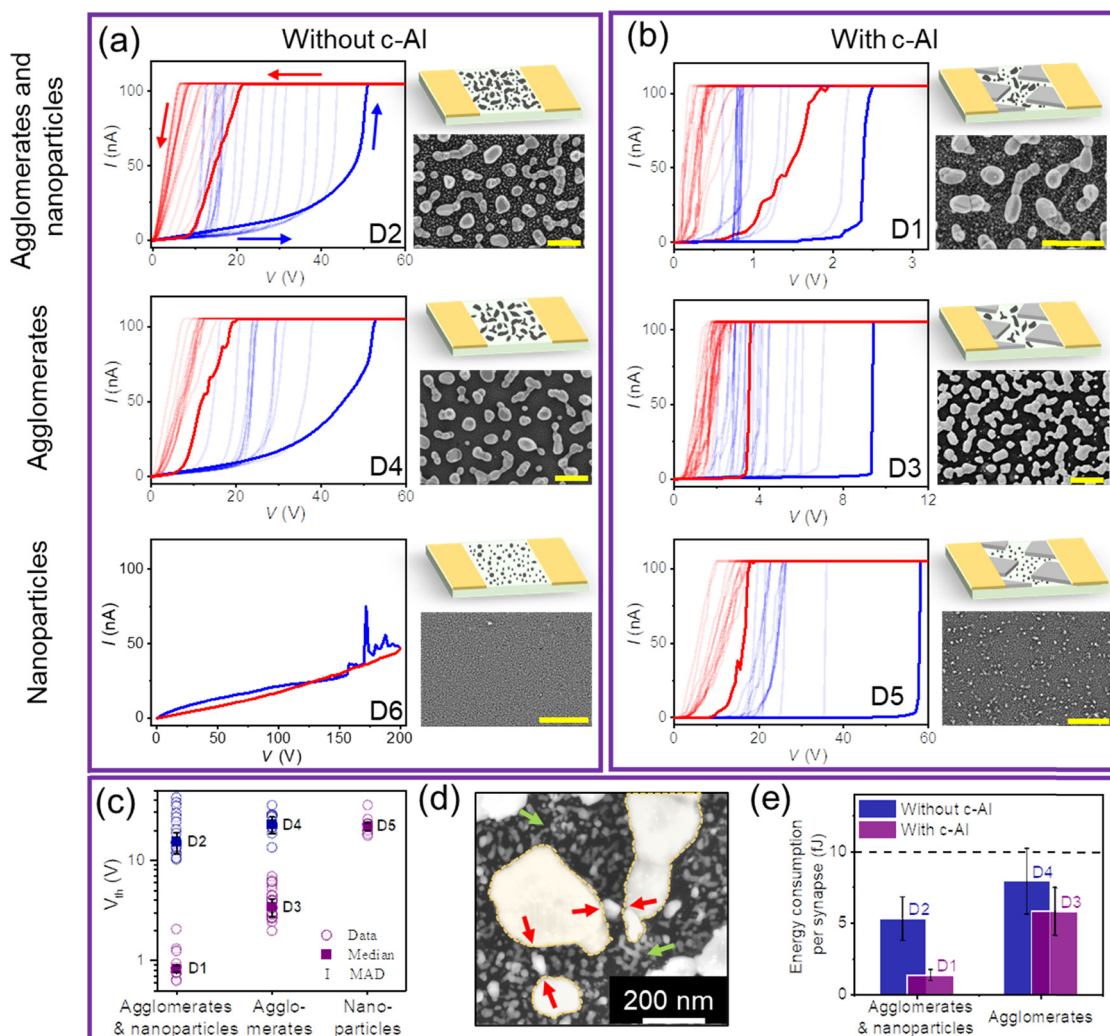 (a)
Without c-Al
(b)
With c-Al
Agglomerates and
nanoparticles
I (nA)
100
50
0
0
20
40
60
V (V)
D2
I (nA)
100
50
0
0
1
2
3
V (V)
D1
Agglomerates
I (nA)
100
50
0
0
20
40
60
V (V)
D4
I (nA)
100
50
0
0
4
8
12
V (V)
D3
Nanoparticles
I (nA)
100
50
0
0
50
100
150
200
V (V)
D6
I (nA)
100
50
0
0
20
40
60
V (V)
D5
(c)
Vth (V)
10
1
D2
D1
D4
D3
D5
Data
Median
I MAD
Agglomerates
& nanoparticles
Agglo-
merates
Nano-
particles
(d)
200 nm
(e)
Energy consumption
per synapse (fJ)
10
5
0
Without c-Al
With c-Al
D2
D1
D4
D3
Agglomerates
& nanoparticles
Agglomerates